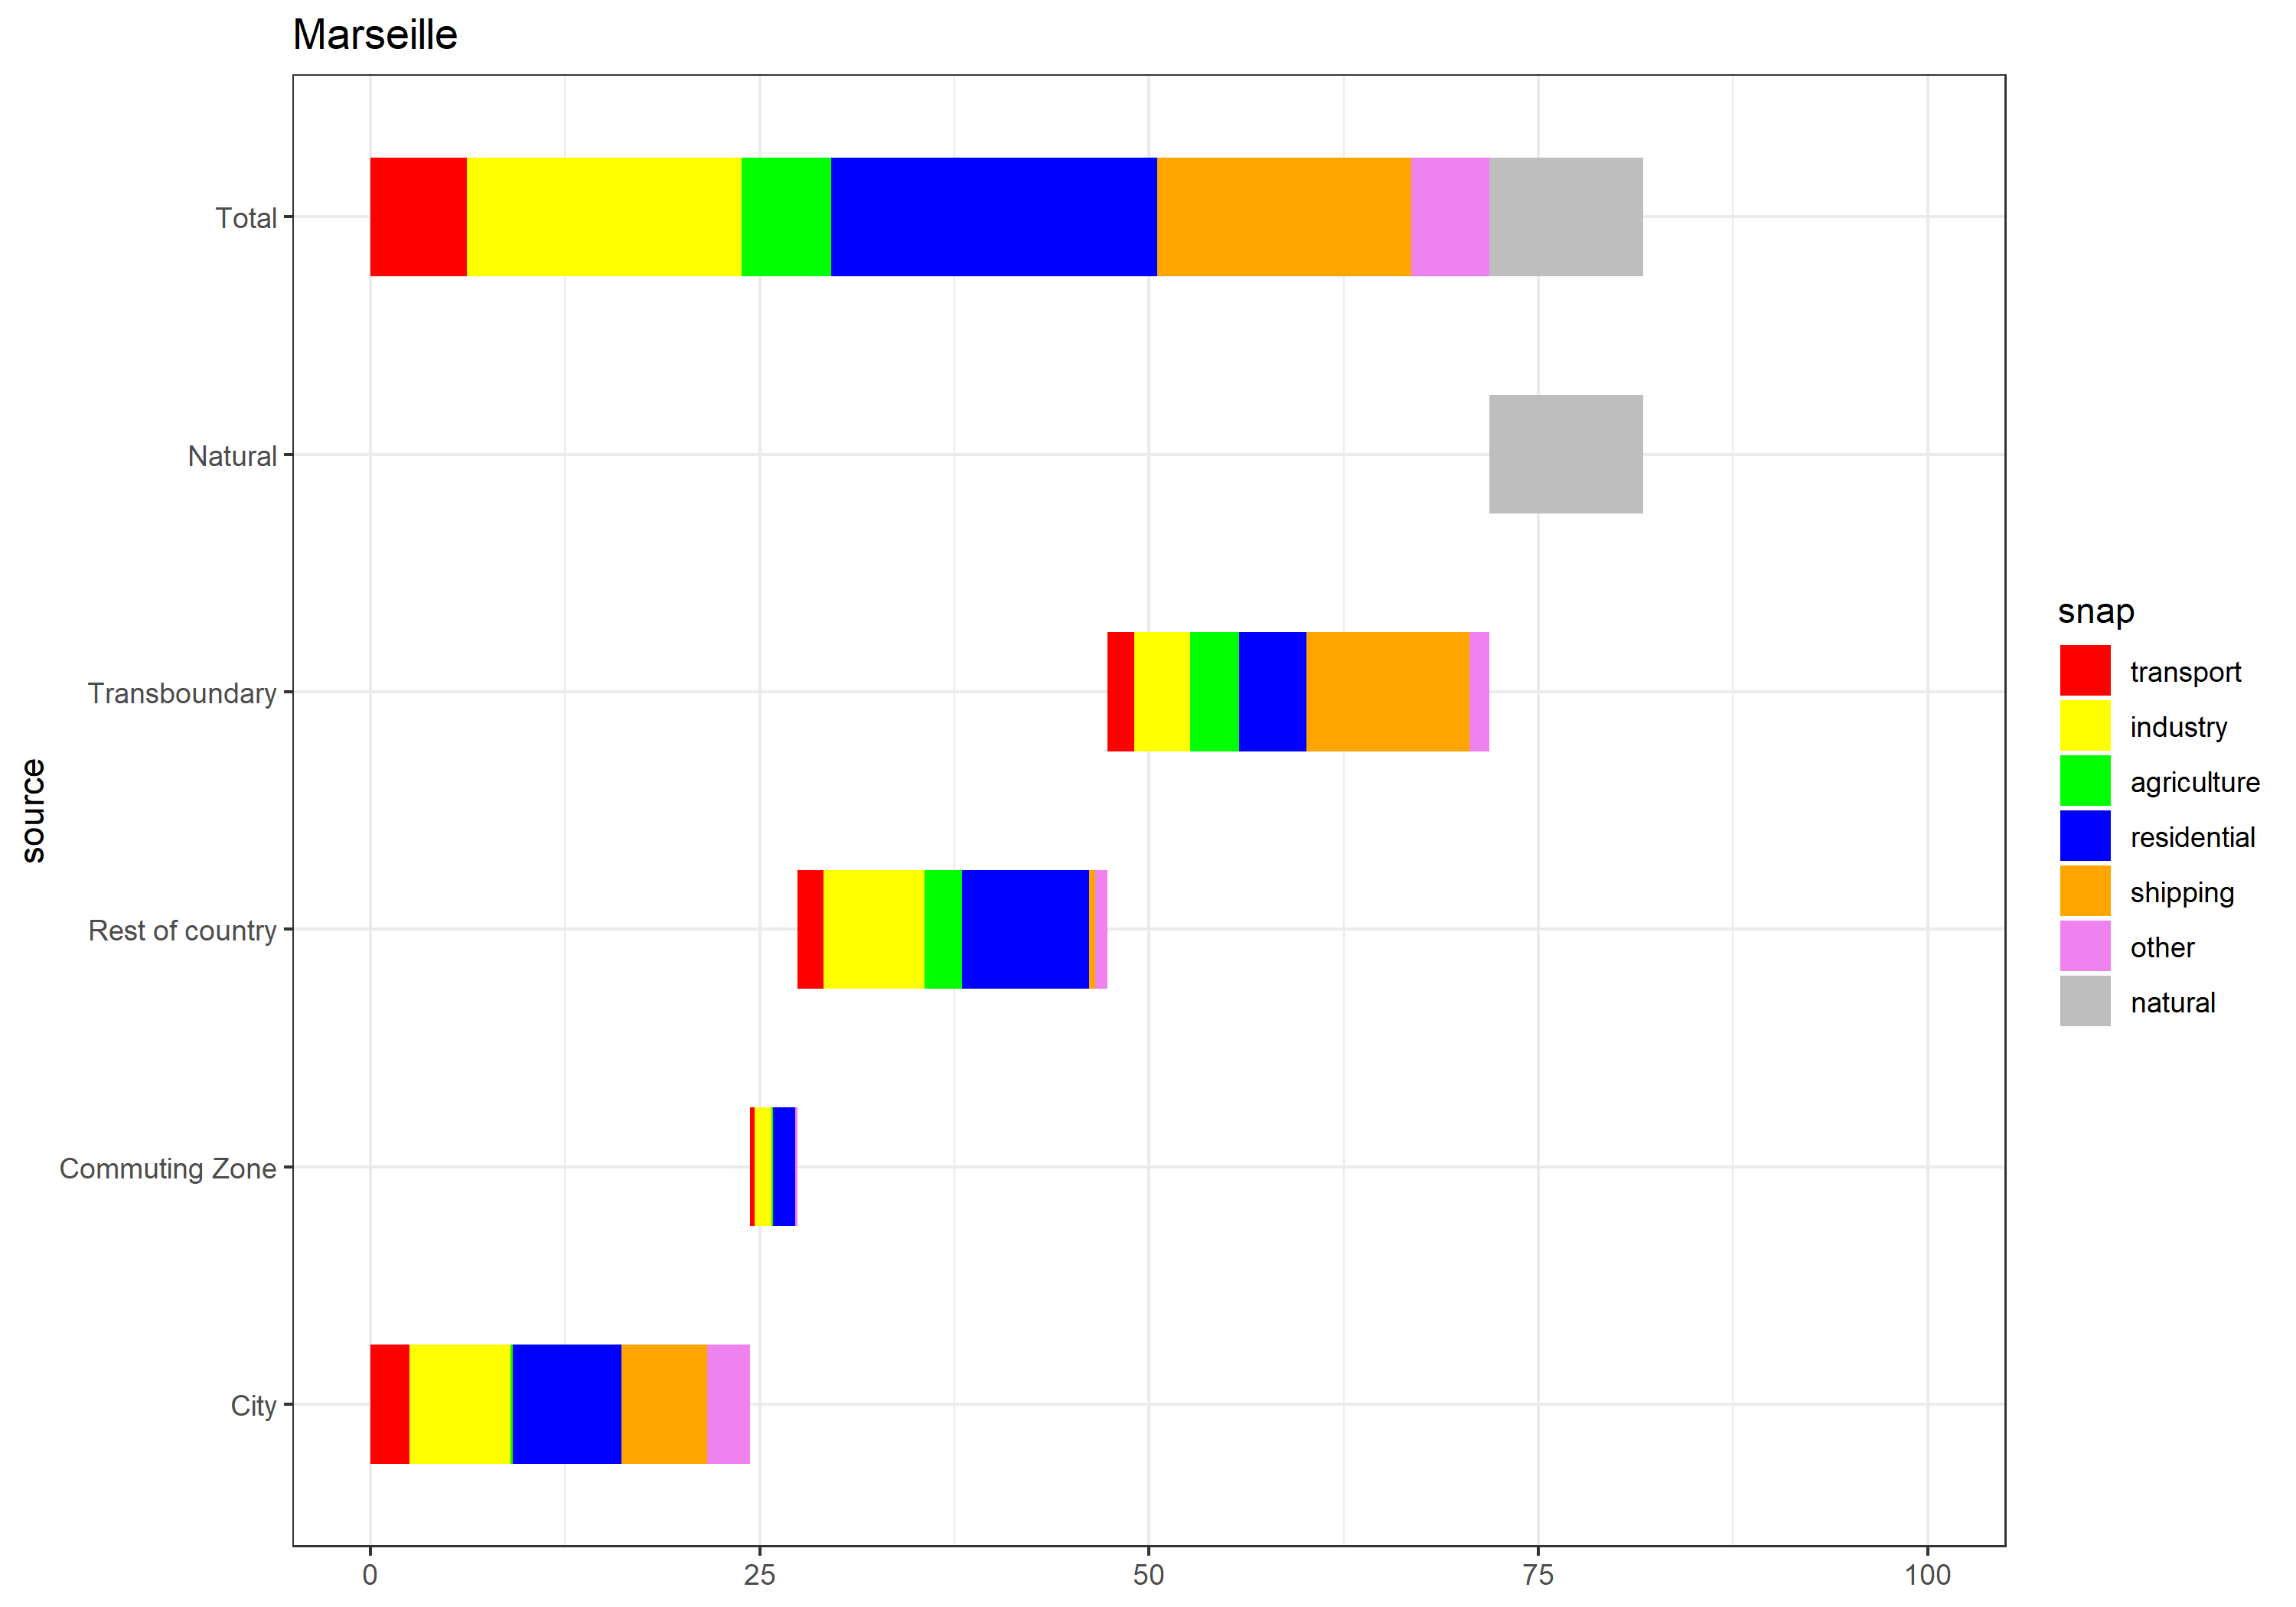 Marseille
Total
Natural
Transboundary
Rest of country
Commuting Zone
City
source
0 25 50 75 100
snap
transport
industry
agriculture
residential
shipping
other
natural